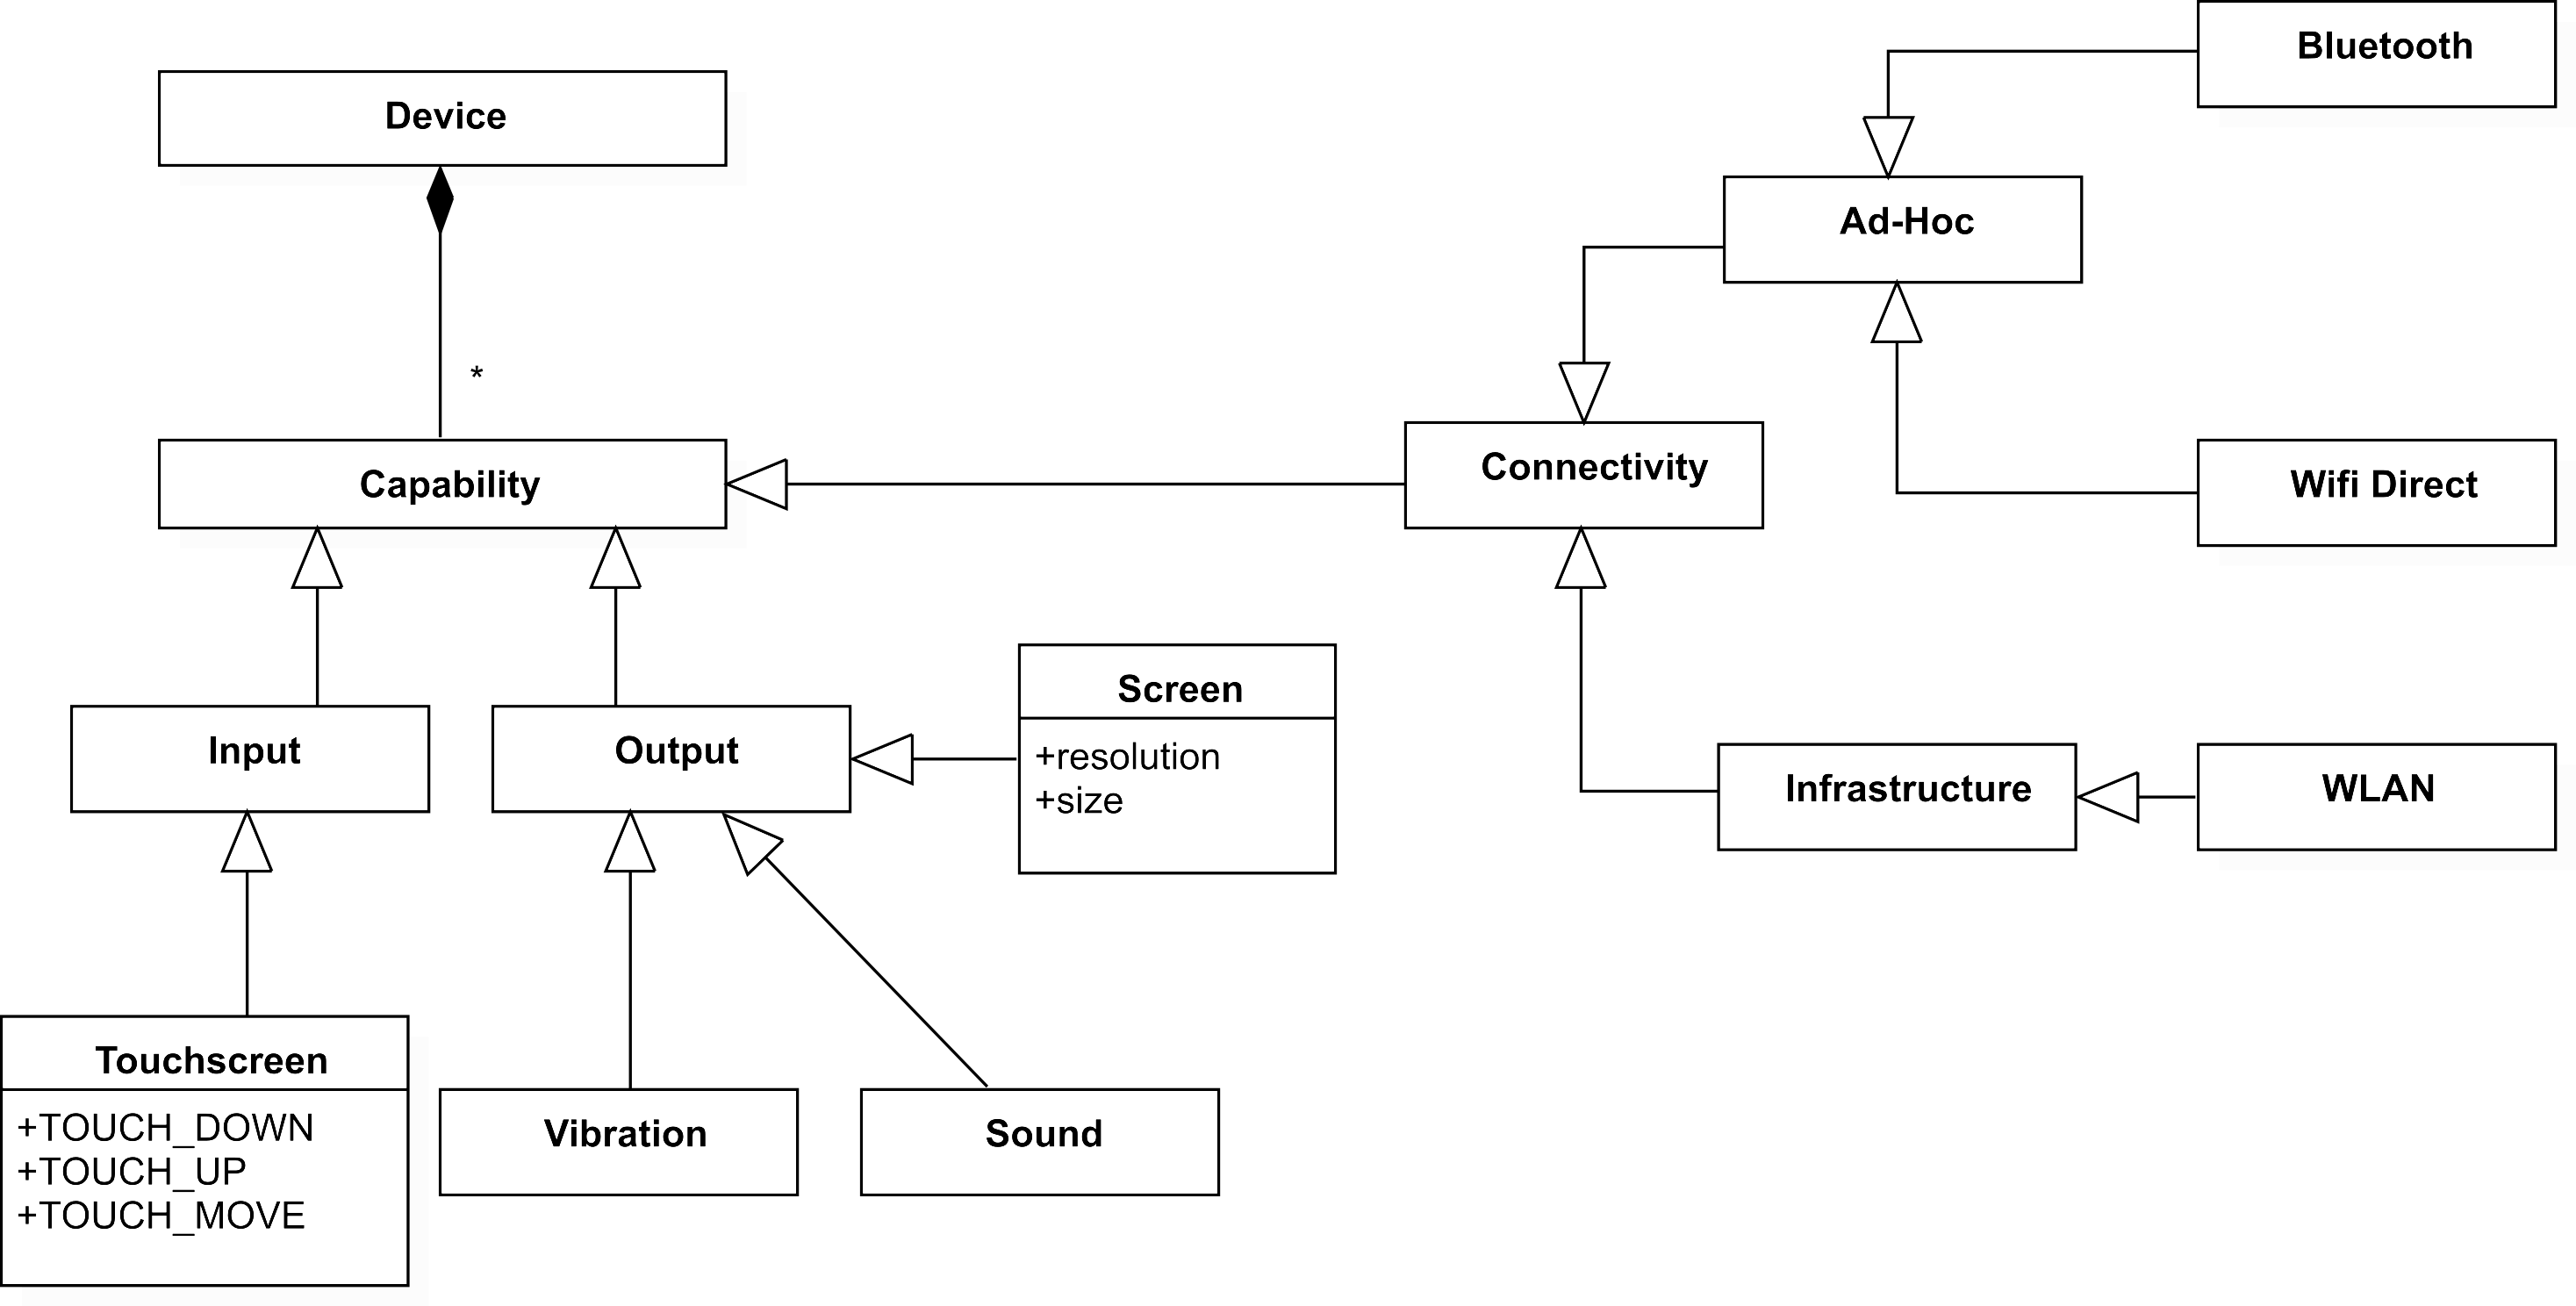 Bluetooth
Device
Ad-Hoc
*
Capability
Connectivity
Wifi Direct
Screen
+resolution
+size
Input
Output
Infrastructure
WLAN
Touchscreen
+TOUCH_DOWN
+TOUCH_UP
+TOUCH_MOVE
Vibration
Sound